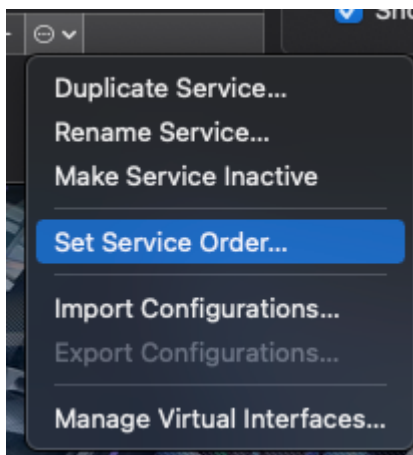 Duplicate Service...
Rename Service...
Make Service Inactive
Set Service Order...
Import Configurations...
Export Configurations...
Manage Virtual Interfaces...